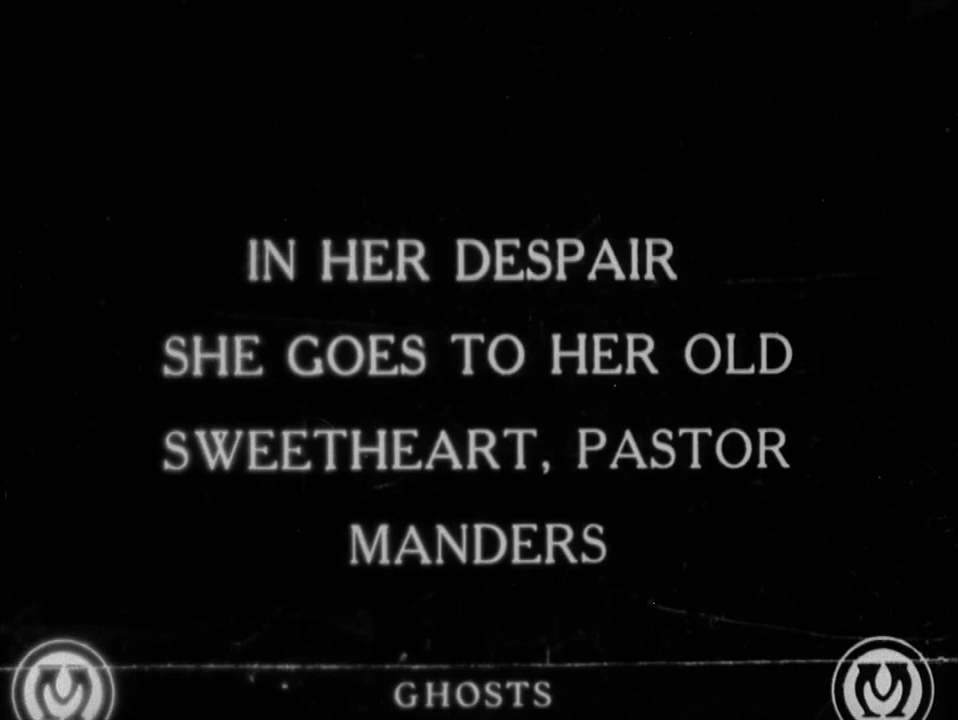 IN HER DESPAIR
SHE GOES TO HER OLD
SWEETHEART, PASTOR
MANDERS
GHOSTS
M M